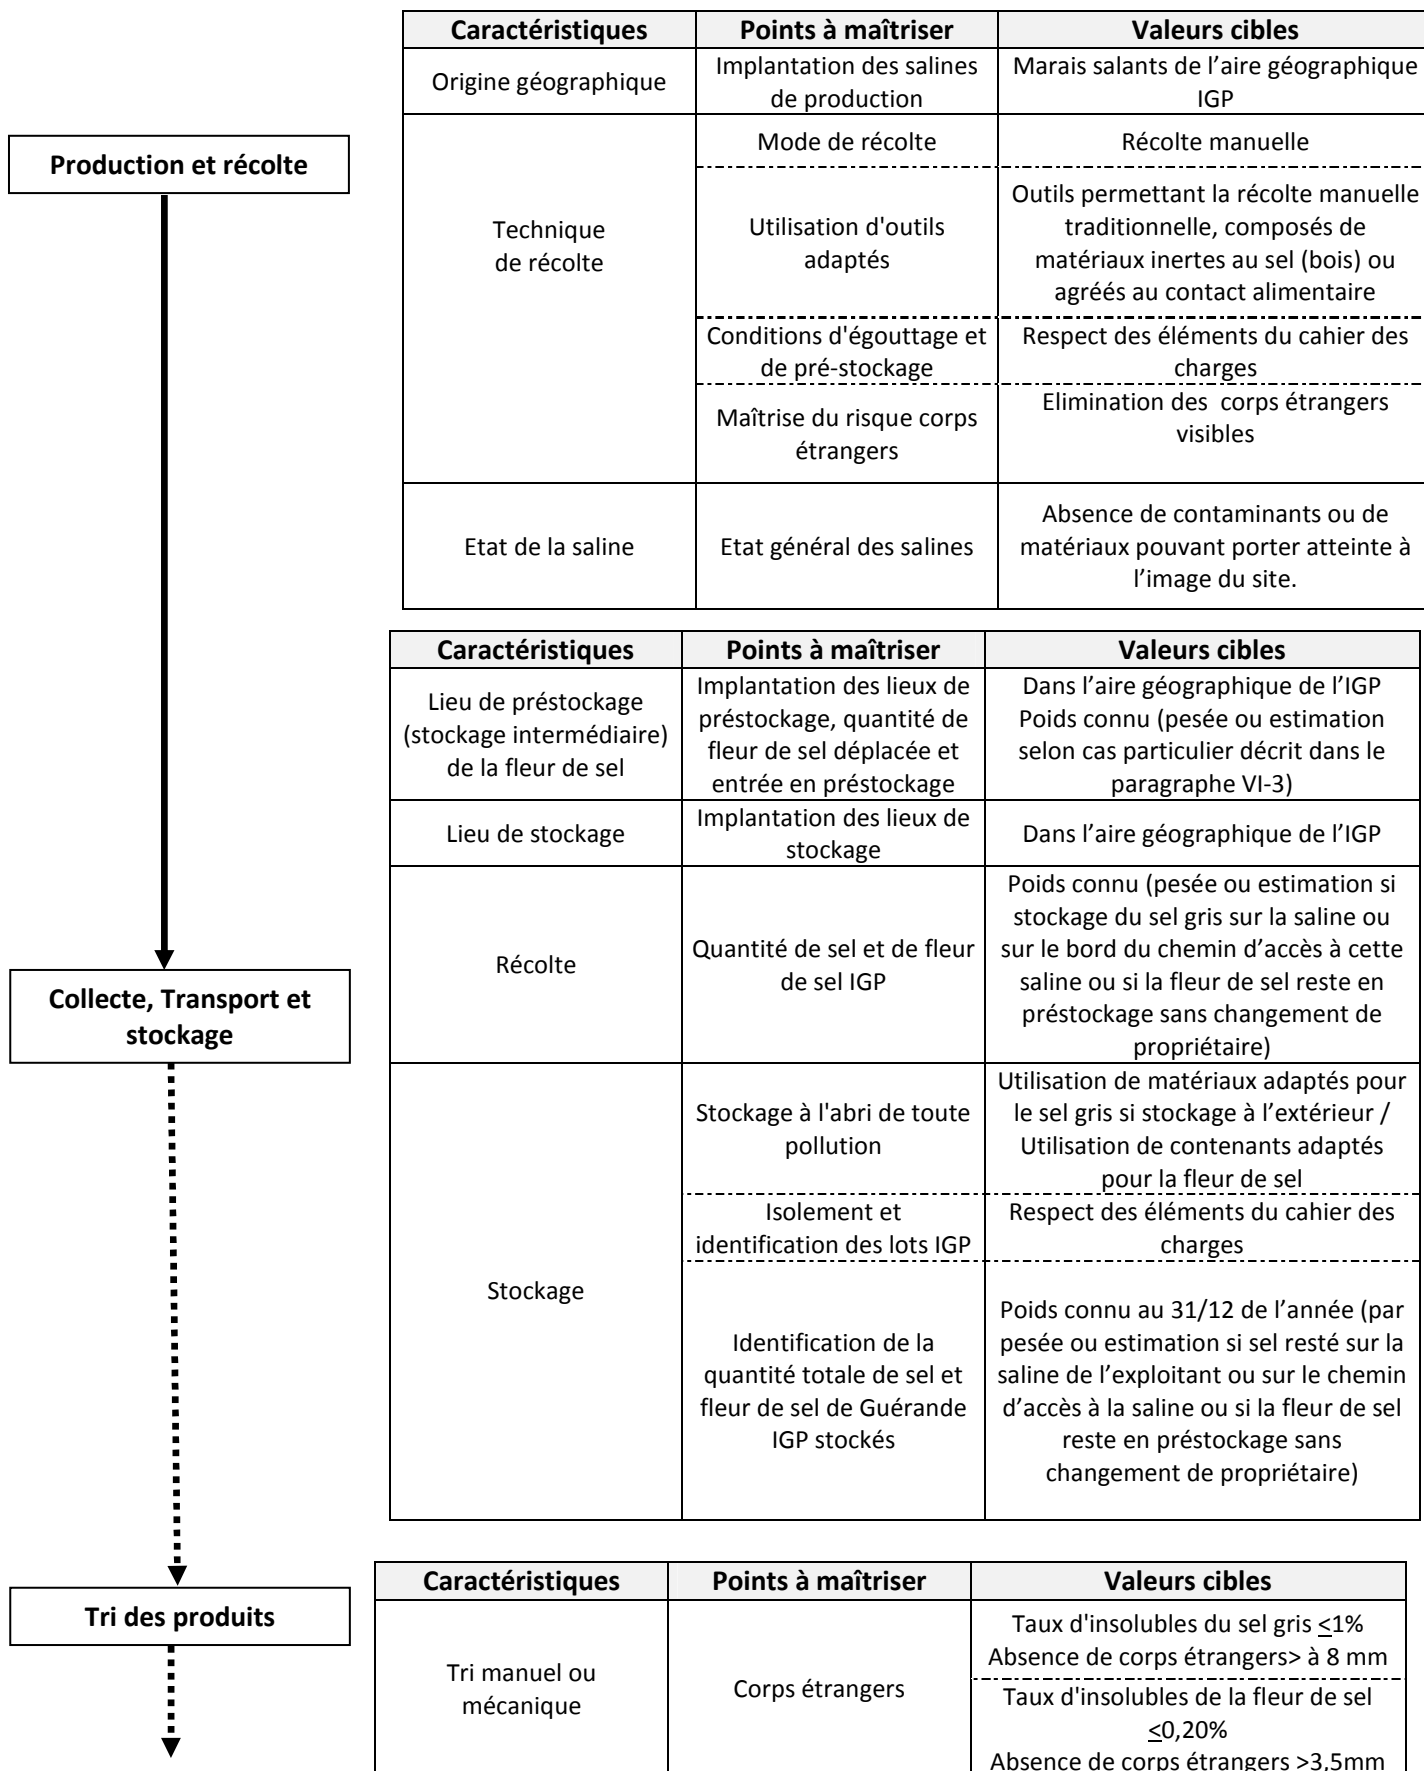 Caractéristiques Points à maîtriser Valeurs cibles
Origine géographique
Implantation des salines
de production
Marais salants de l’aire géographique
IGP
Production et récolte
Technique
de récolte
Mode de récolte
Récolte manuelle
Utilisation d'outils
adaptés
Outils permettant la récolte manuelle
traditionnelle, composés de
matériaux inertes au sel (bois) ou
agréés au contact alimentaire
Conditions d'égouttage et
de pré-stockage
Respect des éléments du cahier des
charges
Maîtrise du risque corps
étrangers
Elimination des  corps étrangers
visibles
Etat de la saline
Etat général des salines
Absence de contaminants ou de
matériaux pouvant porter atteinte à
l’image du site.
Caractéristiques Points à maîtriser Valeurs cibles
Lieu de préstockage
(stockage intermédiaire)
de la fleur de sel
Implantation des lieux de
préstockage, quantité de
fleur de sel déplacée et
entrée en préstockage
Dans l’aire géographique de l’IGP
Poids connu (pesée ou estimation
selon cas particulier décrit dans le
paragraphe VI-3)
Lieu de stockage
Implantation des lieux de
stockage
Dans l’aire géographique de l’IGP
Récolte
Quantité de sel et de fleur
de sel IGP
Poids connu (pesée ou estimation si
stockage du sel gris sur la saline ou
sur le bord du chemin d’accès à cette
saline ou si la fleur de sel reste en
préstockage sans changement de
propriétaire)
Collecte, Transport et
stockage
Stockage
Stockage à l'abri de toute
pollution
Utilisation de matériaux adaptés pour
le sel gris si stockage à l’extérieur /
Utilisation de contenants adaptés
pour la fleur de sel
Isolement et
identification des lots IGP
Respect des éléments du cahier des
charges
Identification de la
quantité totale de sel et
fleur de sel de Guérande
IGP stockés
Poids connu au 31/12 de l’année (par
pesée ou estimation si sel resté sur la
saline de l’exploitant ou sur le chemin
d’accès à la saline ou si la fleur de sel
reste en préstockage sans
changement de propriétaire)
Tri des produits
Caractéristiques Points à maîtriser Valeurs cibles
Tri manuel ou
mécanique
Corps étrangers
Taux d'insolubles du sel gris ≤1%
Absence de corps étrangers> à 8 mm
Taux d'insolubles de la fleur de sel
≤0,20%
Absence de corps étrangers >3,5mm